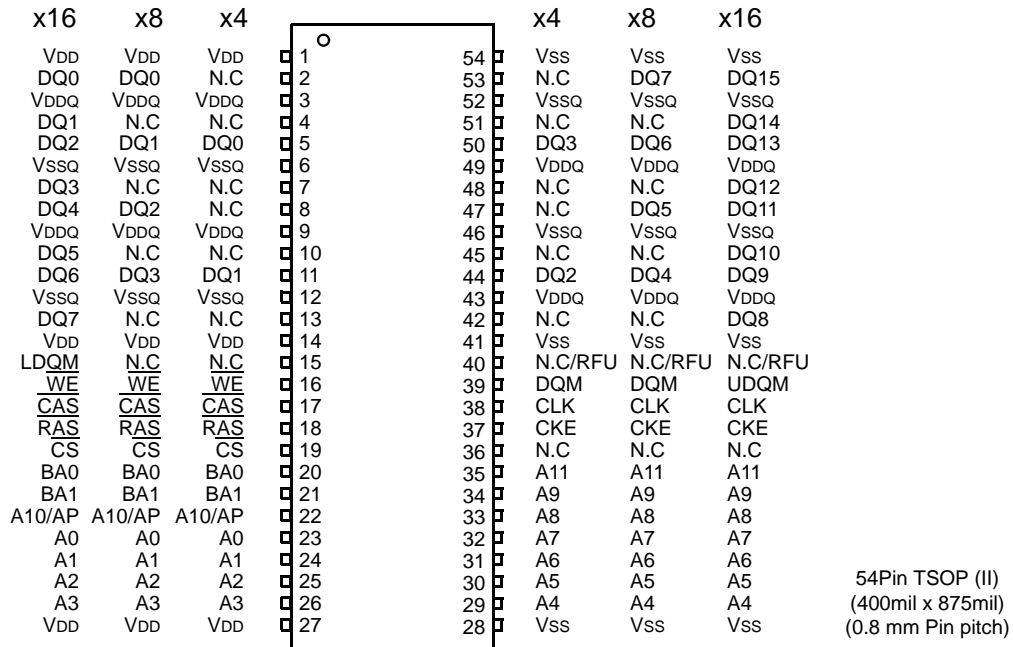 x16 x8 x4 x4 x8 x16
VDD VDD VDD 1 54 VSS VSS VSS
DQ0 DQ0 N.C 2 53 N.C DQ7 DQ15
VDDQ VDDQ VDDQ 3 52 VSSQ VSSQ VSSQ
DQ1 N.C N.C 4 51 N.C N.C DQ14
DQ2 DQ1 DQ0 5 50 DQ3 DQ6 DQ13
VSSQ VSSQ VSSQ 6 49 VDDQ VDDQ VDDQ
DQ3 N.C N.C 7 48 N.C N.C DQ12
DQ4 DQ2 N.C 8 47 N.C DQ5 DQ11
VDDQ VDDQ VDDQ 9 46 VSSQ VSSQ VSSQ
DQ5 N.C N.C 10 45 N.C N.C DQ10
DQ6 DQ3 DQ1 11 44 DQ2 DQ4 DQ9
VSSQ VSSQ VSSQ 12 43 VDDQ VDDQ VDDQ
DQ7 N.C N.C 13 42 N.C N.C DQ8
VDD VDD VDD 14 41 VSS VSS VSS
LDQM N.C N.C 15 40 N.C/RFU N.C/RFU N.C/RFU
WE WE WE 16 39 DQM DQM UDQM
CAS CAS CAS 17 38 CLK CLK CLK
RAS RAS RAS 18 37 CKE CKE CKE
CS CS CS 19 36 N.C N.C N.C
BA0 BA0 BA0 20 35 A11 A11 A11
BA1 BA1 BA1 21 34 A9 A9 A9
A10/AP A10/AP A10/AP 22 33 A8 A8 A8
A0 A0 A0 23 32 A7 A7 A7
A1 A1 A1 24 31 A6 A6 A6
A2 A2 A2 25 30 A5 A5 A5
A3 A3 A3 26 29 A4 A4 A4
VDD VDD VDD 27 28 VSS VSS VSS
54Pin TSOP (II)
(400mil x 875mil)
(0.8 mm Pin pitch)